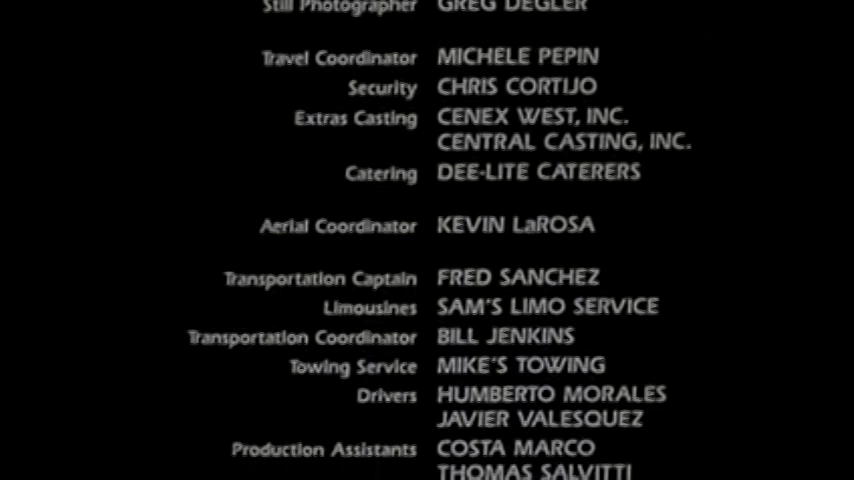 Still Photographer GREG DEGLER
Travel Coordinator MICHELE PEPIN
Security CHRIS CORTIJO
Extras Casting CENEX WEST, INC.
CENTRAL CASTING, INC.
Catering DEE-LITE CATERERS
Aerial Coordinator KEVIN LaROSA
Transportation Captain FRED SANCHEZ
Limousines SAM'S LIMO SERVICE
Transportation Coordinator BILL JENKINS
Towing Service MIKE'S TOWING
Drivers HUMBERTO MORALES
JAVIER VALESQUEZ
Production Assistants COSTA MARCO
THOMAS SALVITTI